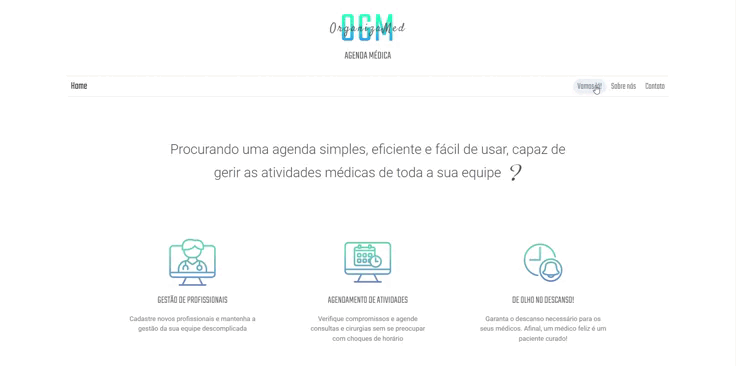 OGM
OrganizaMed
AGENDA MÉDICA
Home
Vamos lá!
Sobre nós
Contato
Procurando uma agenda simples, eficiente e fácil de usar, capaz de
gerir as atividades médicas de toda a sua equipe ?
GESTÃO DE PROFISSIONAIS
Cadastre novos profissionais e mantenha a
gestão da sua equipe descomplicada
AGENDAMENTO DE ATIVIDADES
Verifique compromissos e agende
consultas e cirurgias sem se preocupar
com choques de horário
DE OLHO NO DESCANSO!
Garanta o descanso necessário para os
seus médicos. Afinal, um médico feliz é um
paciente curado!